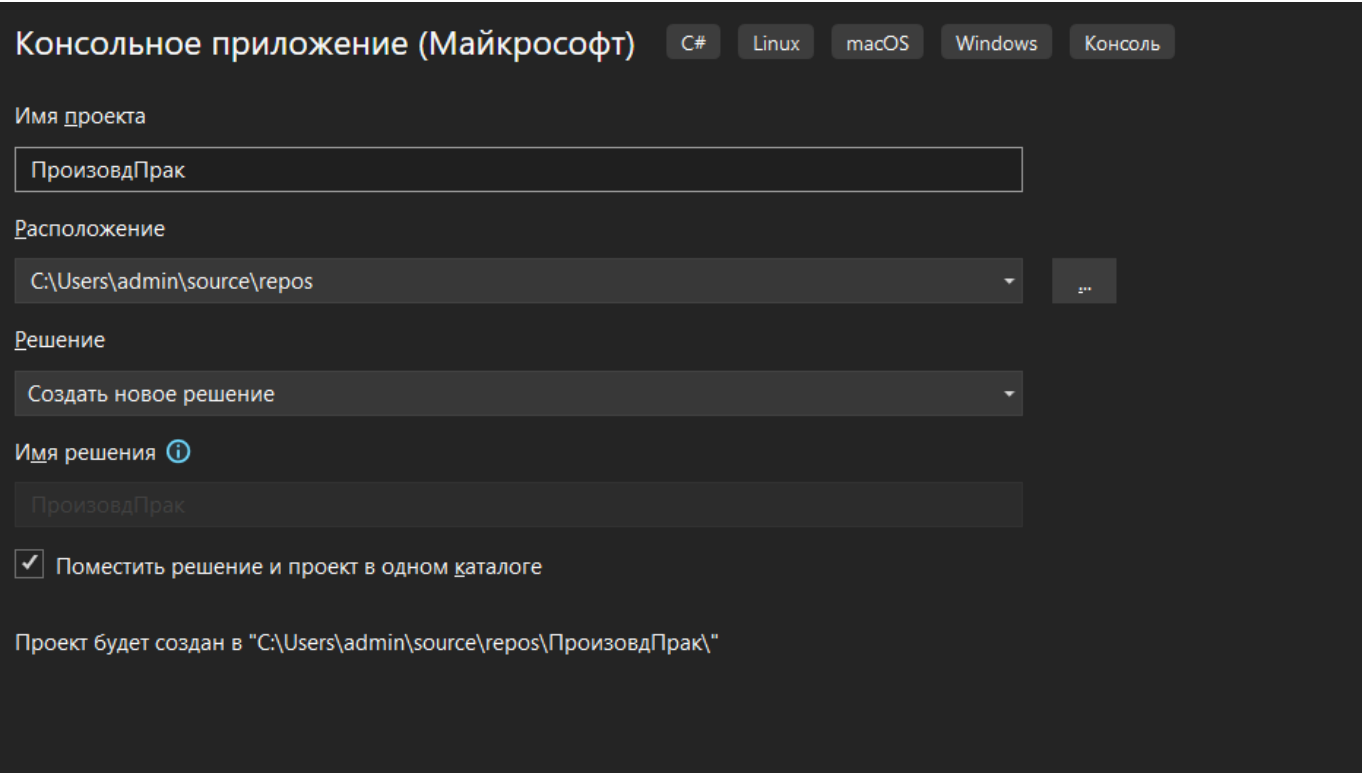 Консольное приложение (Майкрософт) C# Linux macOS Windows Консоль
Имя проекта
ПроизовдПрак
Расположение
C:\Users\admin\source\repos
...
Решение
Создать новое решение
Имя решения
ПроизовдПрак
Поместить решение и проект в одном каталоге
Проект будет создан в "C:\Users\admin\source\repos\ПроизовдПрак\"